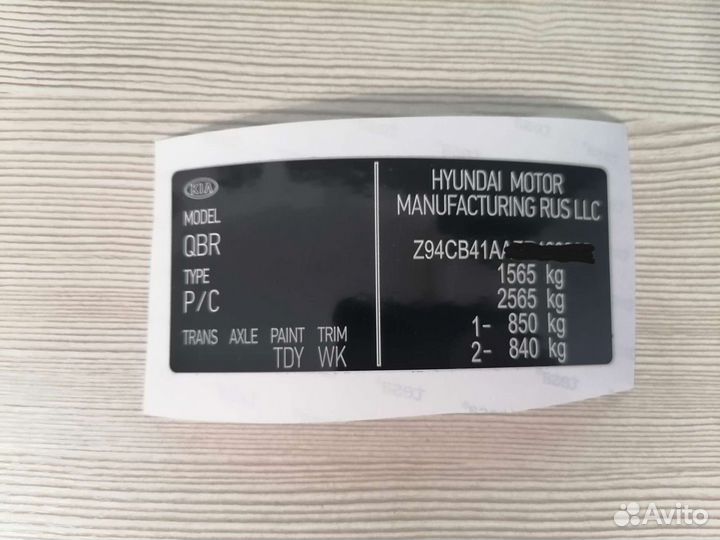 KIA
MODEL
QBR
TYPE
P/C
TRANS AXLE PAINT TRIM
TDY WK
HYUNDAI MOTOR
MANUFACTURING RUS LLC
Z94CB41AA
1565 kg
2565 kg
1- 850 kg
2- 840 kg
tesa
Avito